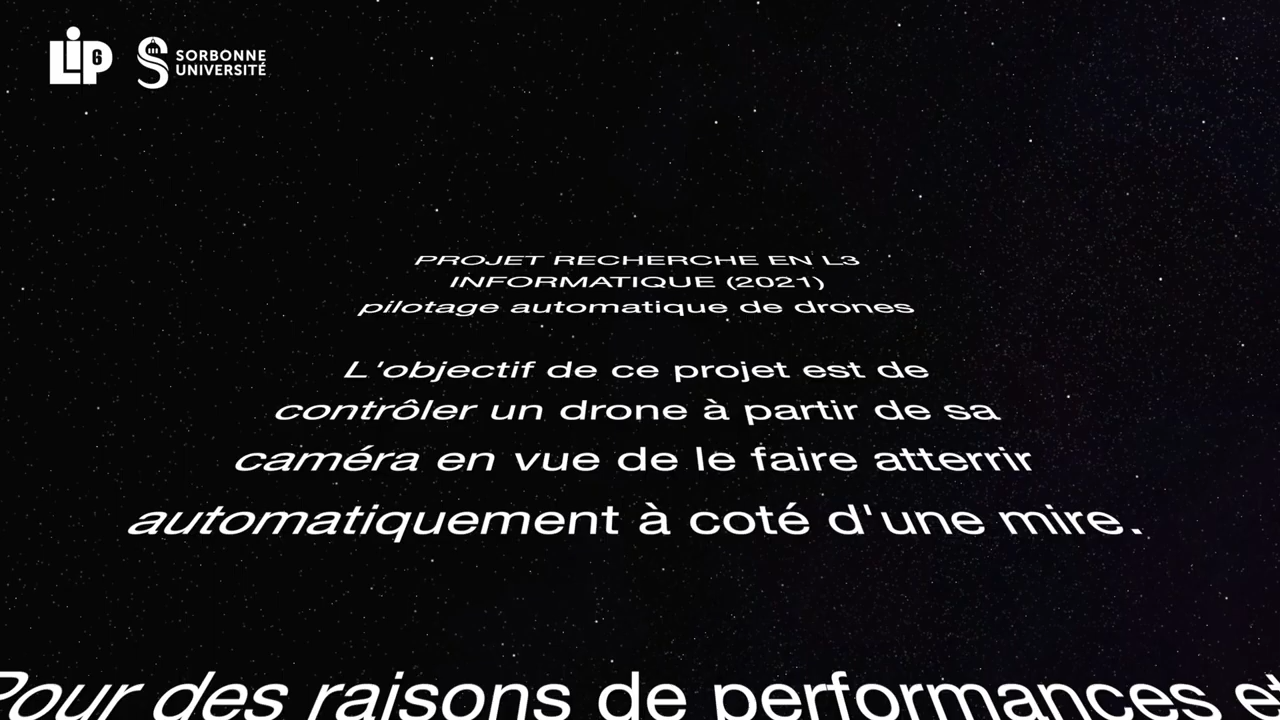 LIP6
SORBONNE
UNIVERSITÉ
PROJET RECHERCHE EN L3
INFORMATIQUE (2021)
pilotage automatique de drones
L'objectif de ce projet est de
contrôler un drone à partir de sa
caméra en vue de le faire atterrir
automatiquement à coté d'une mire.
Pour des raisons de performances et